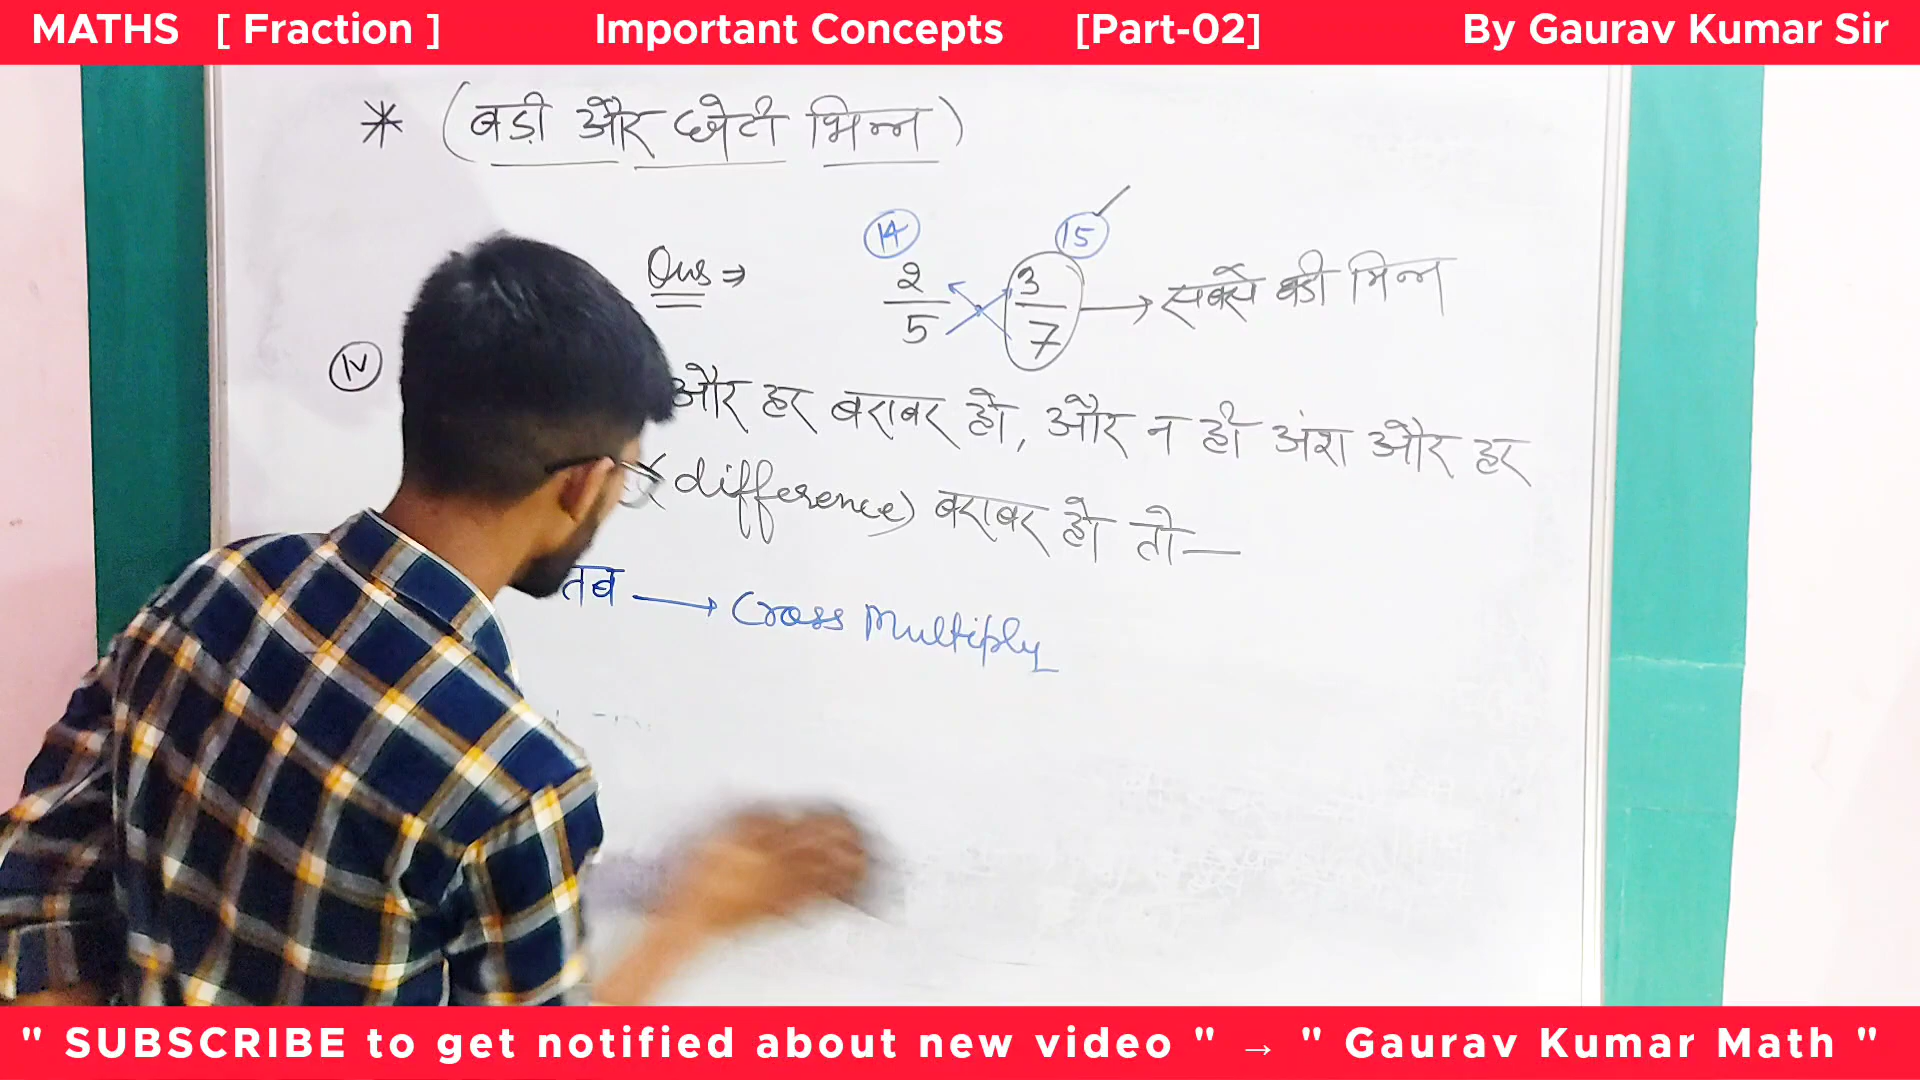 MATHS [ Fraction ] Important Concepts [Part-02] By Gaurav Kumar Sir
* (बड़ी और छोटी भिन्न)
14 15
Ques ⇒ 2/5 3/7 → सबसे बडी भिन्न
IV और हर बराबर हो, और न ही अंश और हर
(difference) बराबर हो तो—
तब → Cross Multiply
" SUBSCRIBE to get notified about new video " → " Gaurav Kumar Math "